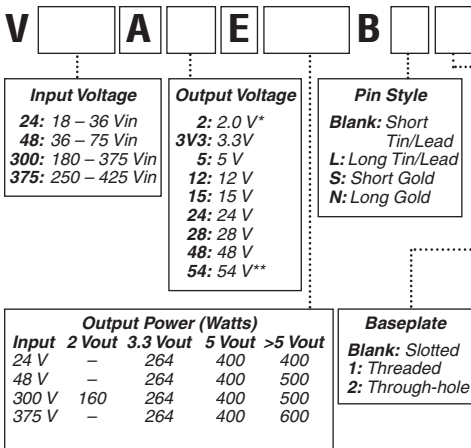 V A E B
Input Voltage
24: 18 – 36 Vin
48: 36 – 75 Vin
300: 180 – 375 Vin
375: 250 – 425 Vin
Output Voltage
2: 2.0 V*
3V3: 3.3V
5: 5 V
12: 12 V
15: 15 V
24: 24 V
28: 28 V
48: 48 V
54: 54 V**
Pin Style
Blank: Short
Tin/Lead
L: Long Tin/Lead
S: Short Gold
N: Long Gold
Output Power (Watts)
Input 2 Vout 3.3 Vout 5 Vout >5 Vout
24 V – 264 400 400
48 V – 264 400 500
300 V 160 264 400 500
375 V – 264 400 600
Baseplate
Blank: Slotted
1: Threaded
2: Through-hole